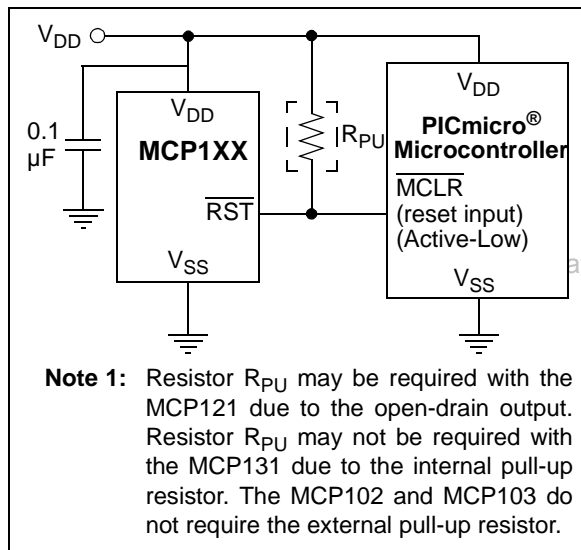 VDD
VDD
VDD
0.1
µF
MCP1XX
RPU
PICmicro®
Microcontroller
RST
MCLR
(reset input)
(Active-Low)
a
VSS
VSS
Note 1: Resistor RPU may be required with the
MCP121 due to the open-drain output.
Resistor RPU may not be required with
the MCP131 due to the internal pull-up
resistor. The MCP102 and MCP103 do
not require the external pull-up resistor.